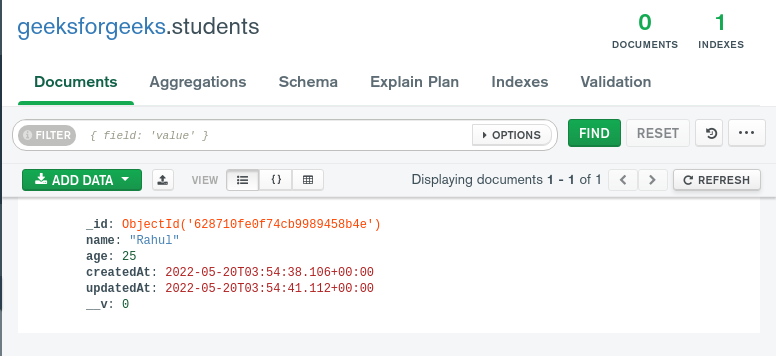 geeksforgeeks.students
0
DOCUMENTS
1
INDEXES
Documents Aggregations Schema Explain Plan Indexes Validation
FILTER { field: 'value' } OPTIONS FIND RESET
ADD DATA VIEW {} Displaying documents 1 - 1 of 1 REFRESH
_id: ObjectId('628710fe0f74cb9989458b4e')
name: "Rahul"
age: 25
createdAt: 2022-05-20T03:54:38.106+00:00
updatedAt: 2022-05-20T03:54:41.112+00:00
__v: 0